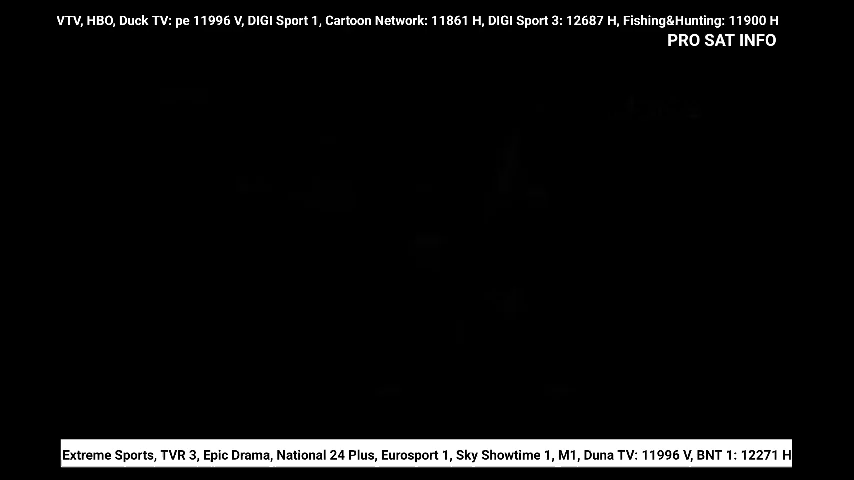 VTV, HBO, Duck TV: pe 11996 V, DIGI Sport 1, Cartoon Network: 11861 H, DIGI Sport 3: 12687 H, Fishing&Hunting: 11900 H
PRO SAT INFO
Extreme Sports, TVR 3, Epic Drama, National 24 Plus, Eurosport 1, Sky Showtime 1, M1, Duna TV: 11996 V, BNT 1: 12271 H